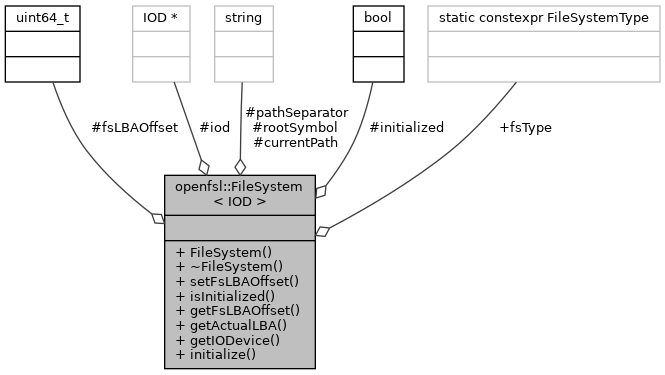 uint64_t
IOD *
string
bool
static constexpr FileSystemType
#fsLBAOffset
#iod
#pathSeparator
#rootSymbol
#currentPath
#initialized
+fsType
openfsl::FileSystem
< IOD >
+ FileSystem()
+ ~FileSystem()
+ setFsLBAOffset()
+ isInitialized()
+ getFsLBAOffset()
+ getActualLBA()
+ getIODevice()
+ initialize()